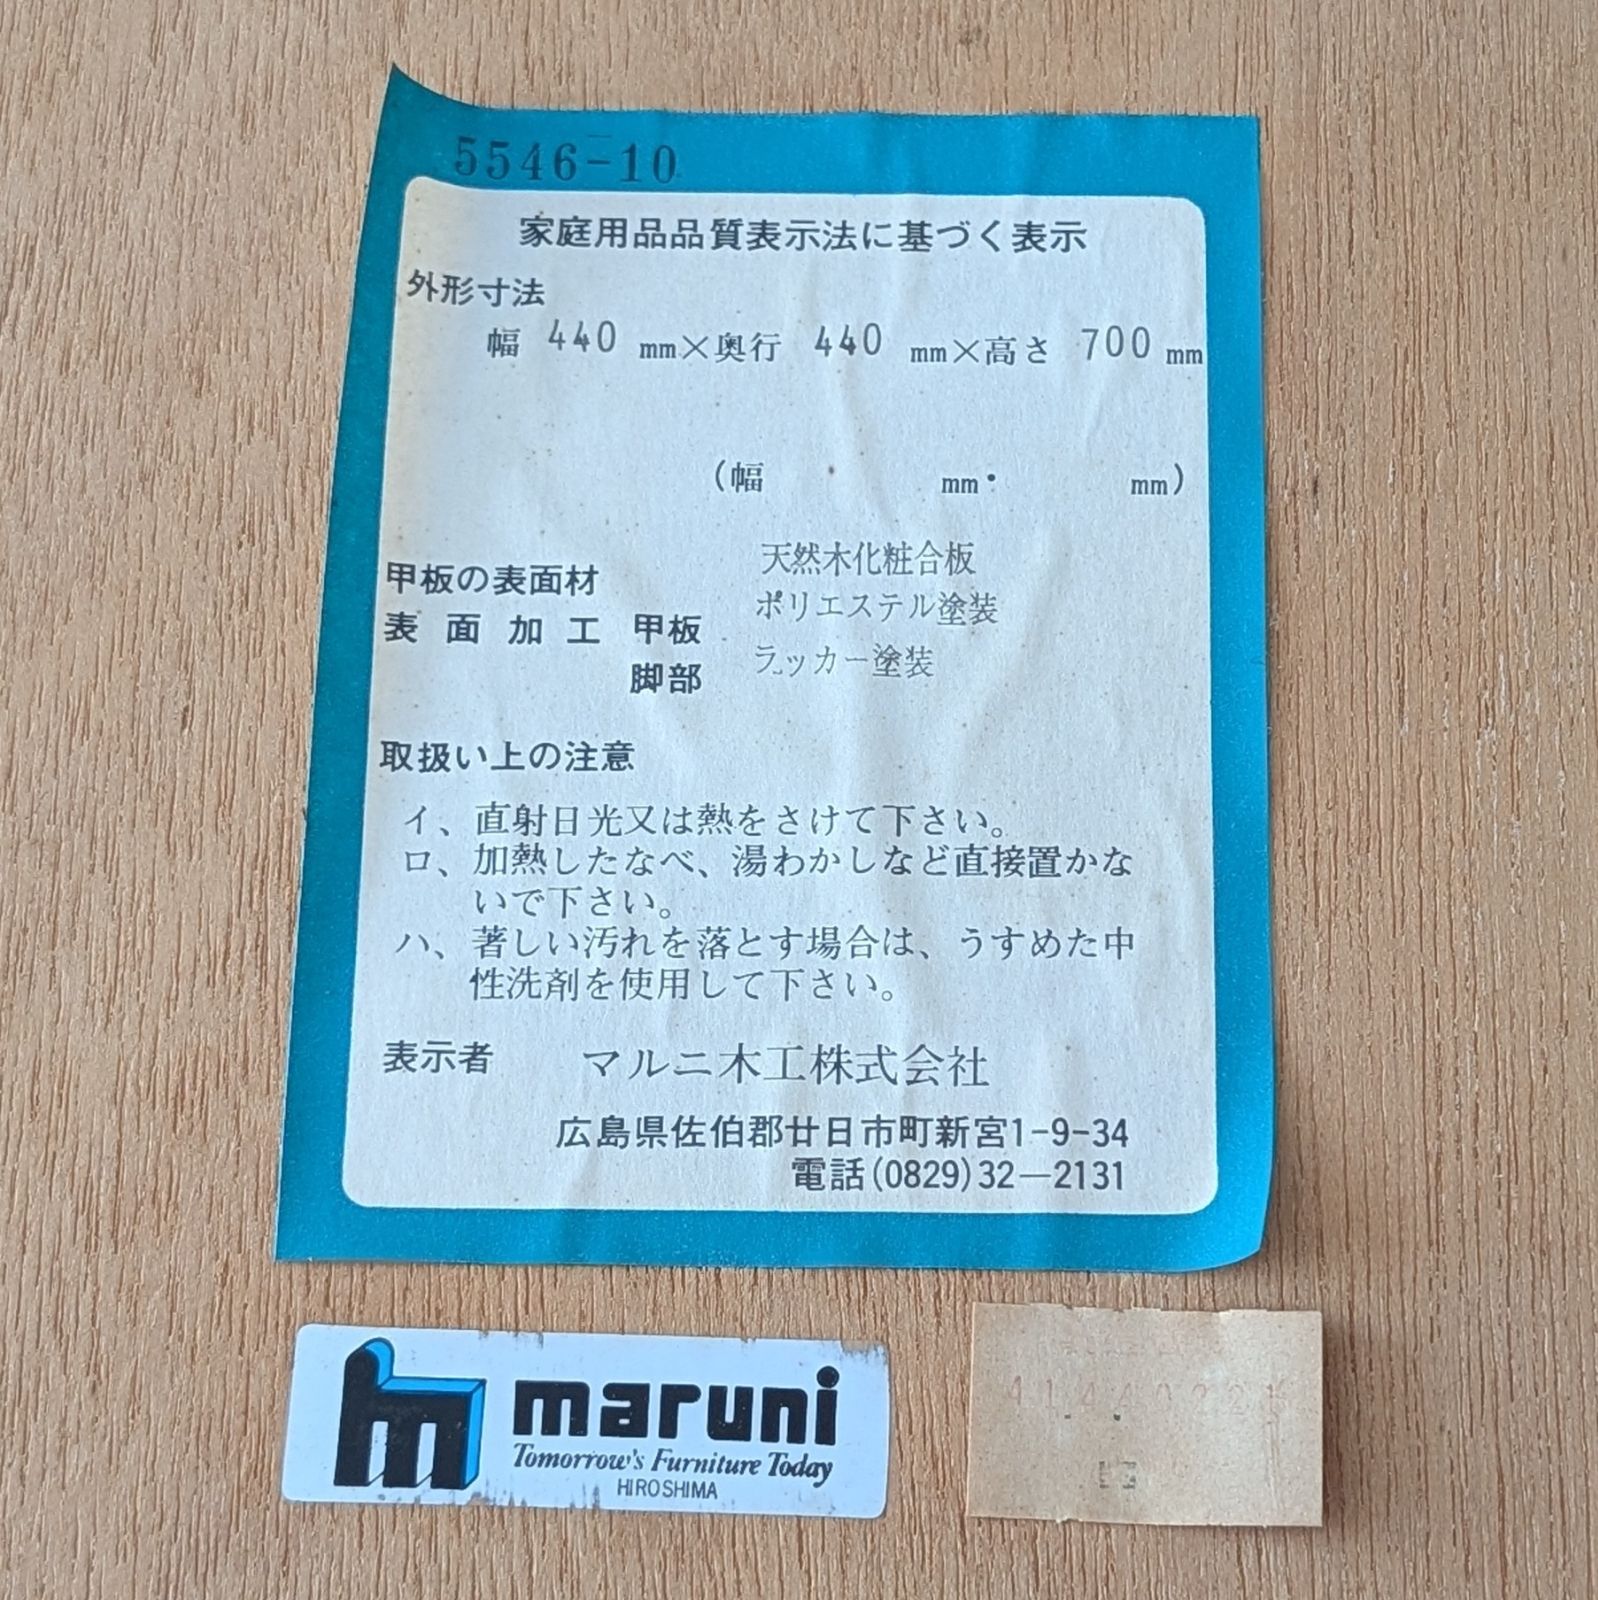 5546-10
家庭用品品質表示法に基づく表示
外形寸法
幅 440 mm×奥行 440 mm×高さ 700 mm
(幅 mm・ mm)
甲板の表面材 天然木化粧合板
表面加工 甲板 ポリエステル塗装
脚部 ラッカー塗装
取扱い上の注意
イ、直射日光又は熱をさけて下さい。
ロ、加熱したなべ、湯わかしなど直接置かな
いで下さい。
ハ、著しい汚れを落とす場合は、うすめた中
性洗剤を使用して下さい。
表示者 マルニ木工株式会社
広島県佐伯郡廿日市町新宮1-9-34
電話(0829)32—2131
maruni
Tomorrow's Furniture Today
HIROSHIMA